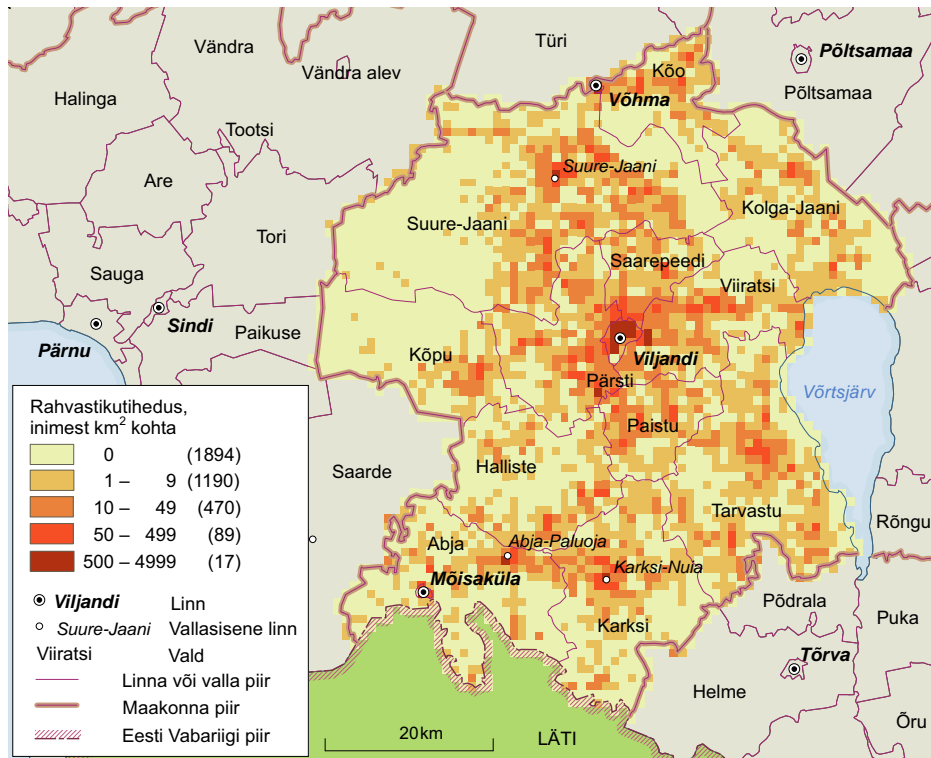 Vändra
Türi
Põltsamaa
Kõo
Vändra alev
Võhma
Põltsamaa
Halinga
Tootsi
Are
Suure-Jaani
Suure-Jaani
Kolga-Jaani
Tori
Saarepeedi
Sauga
Viiratsi
Sindi
Paikuse
Pärnu
Viljandi
Kõpu
Pärsti
Võrtsjärv
Rahvastikutihedus,
inimest km² kohta
0 (1894)
1 – 9 (1190)
10 – 49 (470)
50 – 499 (89)
500 – 4999 (17)
Viljandi Linn
Suure-Jaani Vallasisene linn
Viiratsi Vald
Linna või valla piir
Maakonna piir
Eesti Vabariigi piir
Paistu
Saarde
Halliste
Tarvastu
Rõngu
Abja
Abja-Paluoja
Mõisaküla
Karksi-Nuia
Põdrala
Puka
Karksi
Tõrva
Helme
Õru
20 km
LÄTI